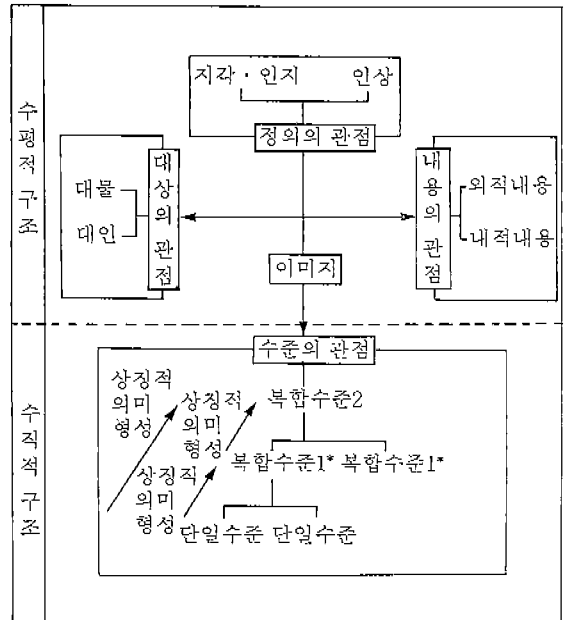 수평적 구조
지각·인지 인상
정의의 관점
대물
대인
대상의 관점
내용의 관점
외적내용
내적내용
이미지
수직적 구조
수준의 관점
상징적
의미
형성
상징적
의미
형성
복합수준2
복합수준1* 복합수준1*
상징적
의미
형성
단일수준 단일수준